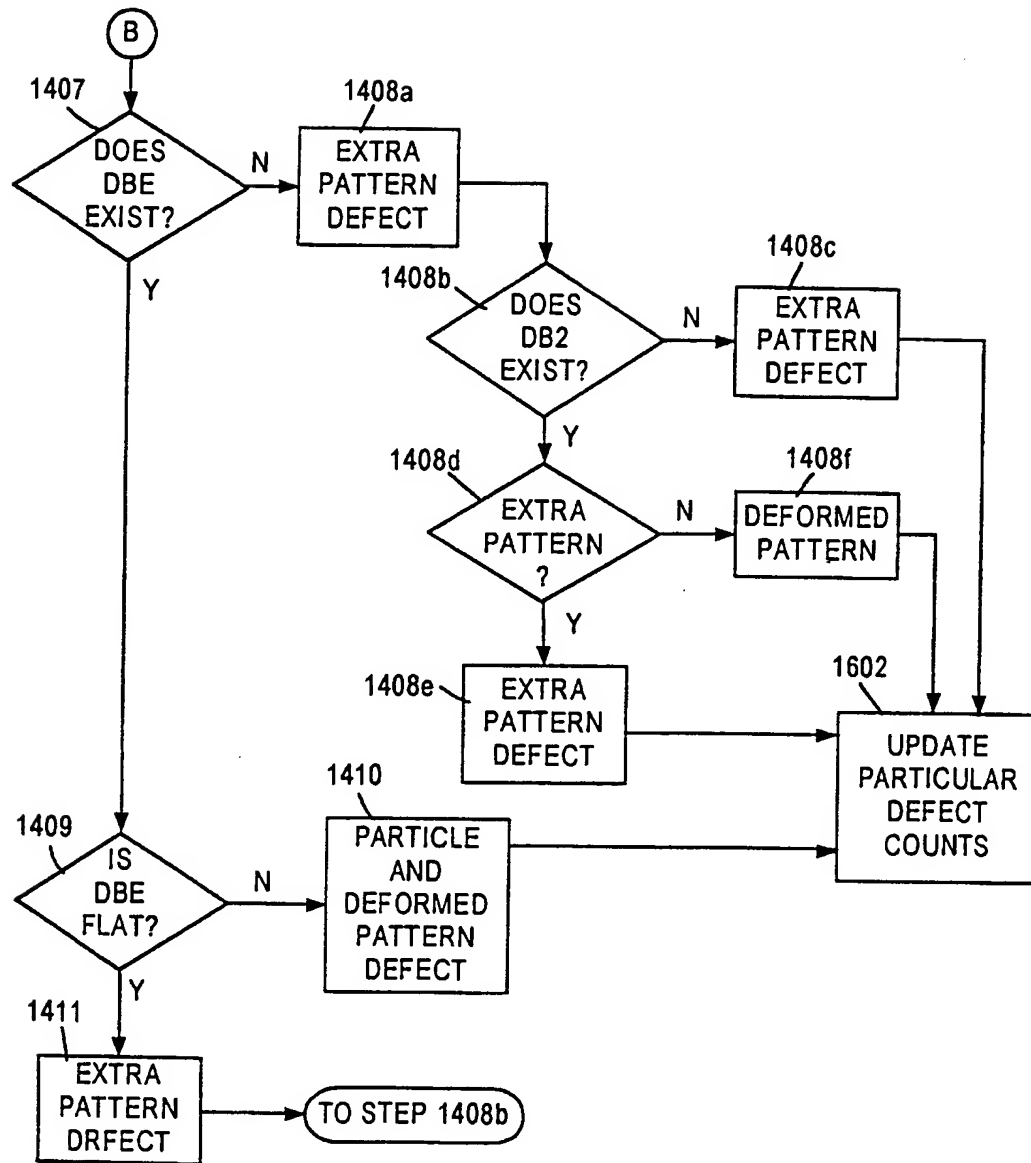 B
1407
DOES
DBE
EXIST?
N
Y
1408a
EXTRA
PATTERN
DEFECT
1408b
DOES
DB2
EXIST?
N
Y
1408c
EXTRA
PATTERN
DEFECT
1408d
EXTRA
PATTERN
?
N
Y
1408f
DEFORMED
PATTERN
1408e
EXTRA
PATTERN
DEFECT
1602
UPDATE
PARTICULAR
DEFECT
COUNTS
1409
IS
DBE
FLAT?
N
Y
1410
PARTICLE
AND
DEFORMED
PATTERN
DEFECT
1411
EXTRA
PATTERN
DRFECT
TO STEP 1408b